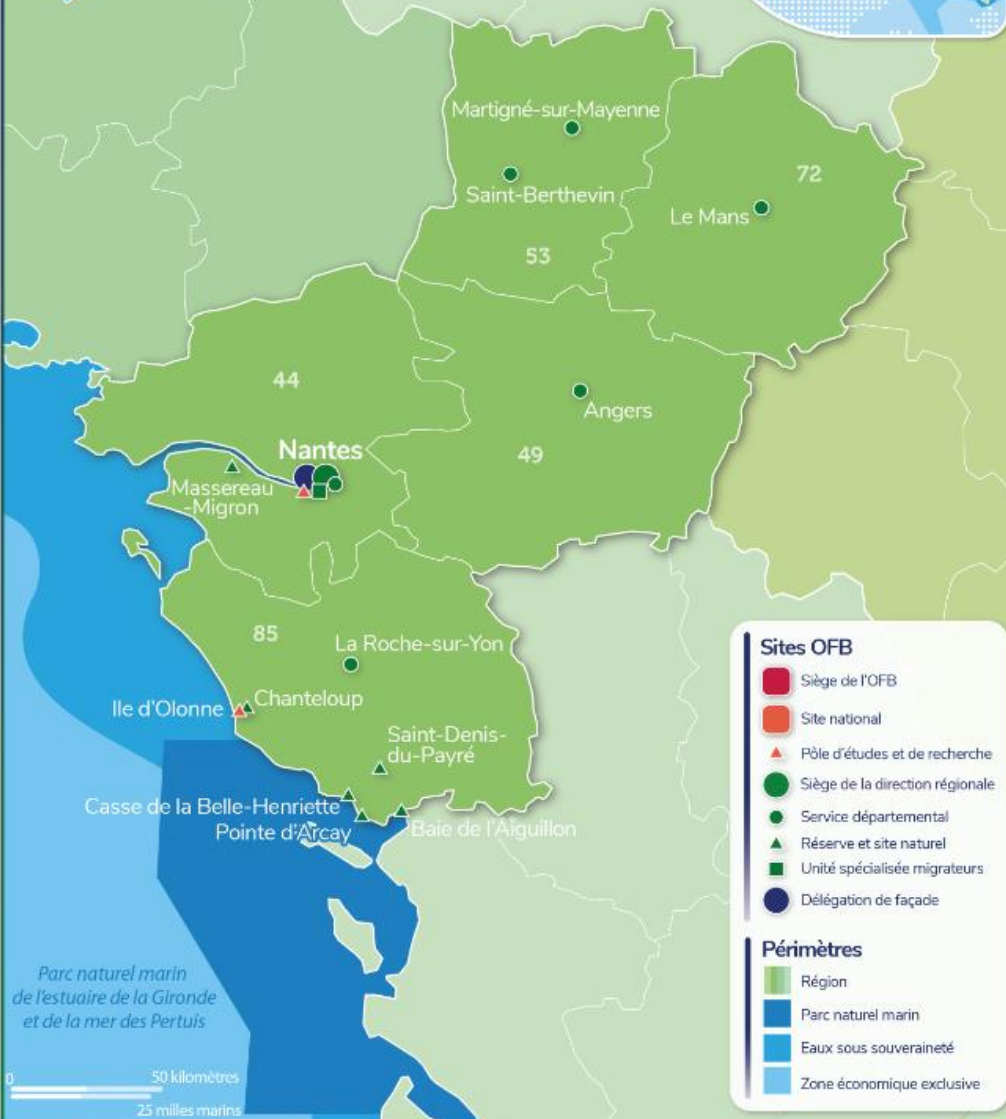 Martigné-sur-Mayenne
72
Saint-Berthevin
Le Mans
53
44
Angers
Nantes
49
Massereau
-Migron
85
La Roche-sur-Yon
Chanteloup
Ile d'Olonne
Saint-Denis-
du-Payré
Casse de la Belle-Henriette
Pointe d'Arcay
Baie de l'Aiguillon
Parc naturel marin
de l'estuaire de la Gironde
et de la mer des Pertuis
0
50 kilomètres
25 milles marins
Sites OFB
Siège de l'OFB
Site national
Pôle d'études et de recherche
Siège de la direction régionale
Service départemental
Réserve et site naturel
Unité spécialisée migrateurs
Délégation de façade
Périmètres
Région
Parc naturel marin
Eaux sous souveraineté
Zone économique exclusive